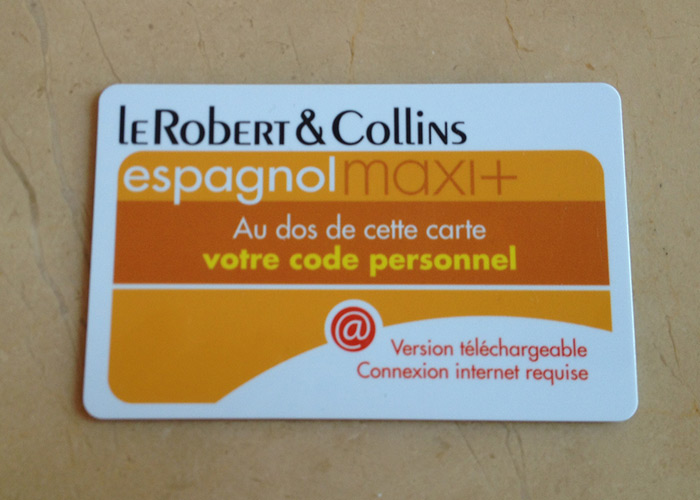 Le Robert & Collins
espagnol maxi+
Au dos de cette carte
votre code personnel
@
Version téléchargeable
Connexion internet requise